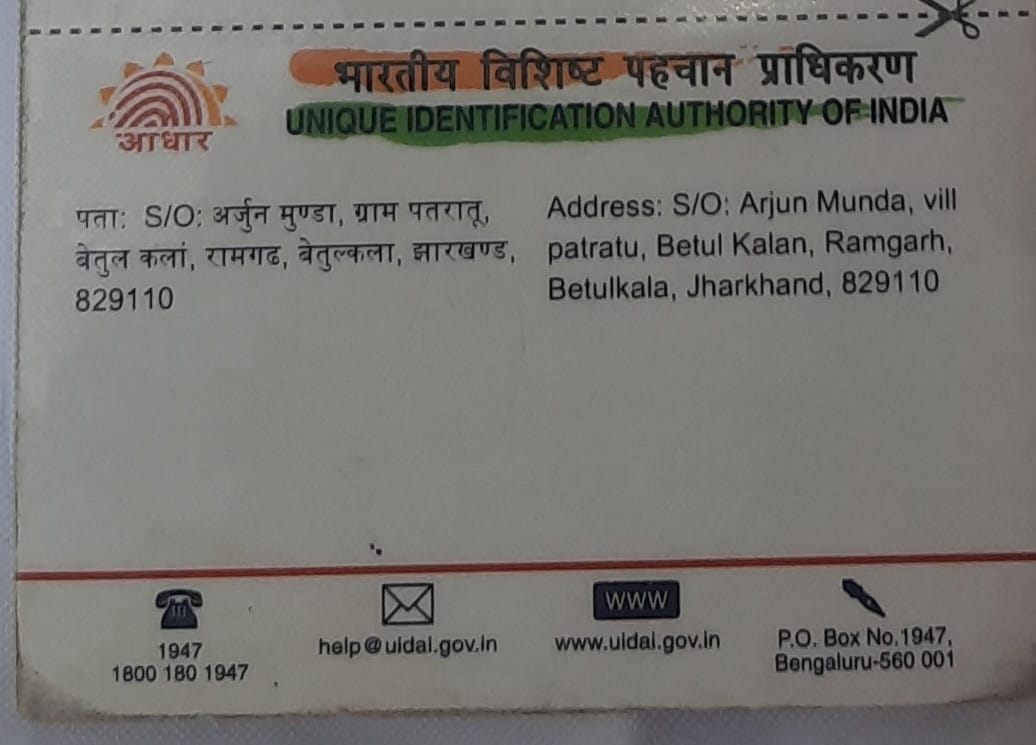 आधार
भारतीय विशिष्ट पहचान प्राधिकरण
UNIQUE IDENTIFICATION AUTHORITY OF INDIA
पता: S/O: अर्जुन मुण्डा, ग्राम पतरातू,
बेतुल कलां, रामगढ, बेतुल्कला, झारखण्ड,
829110
Address: S/O: Arjun Munda, vill
patratu, Betul Kalan, Ramgarh,
Betulkala, Jharkhand, 829110
1947
1800 180 1947
help@uidai.gov.in
WWW
www.uidai.gov.in
P.O. Box No.1947,
Bengaluru-560 001